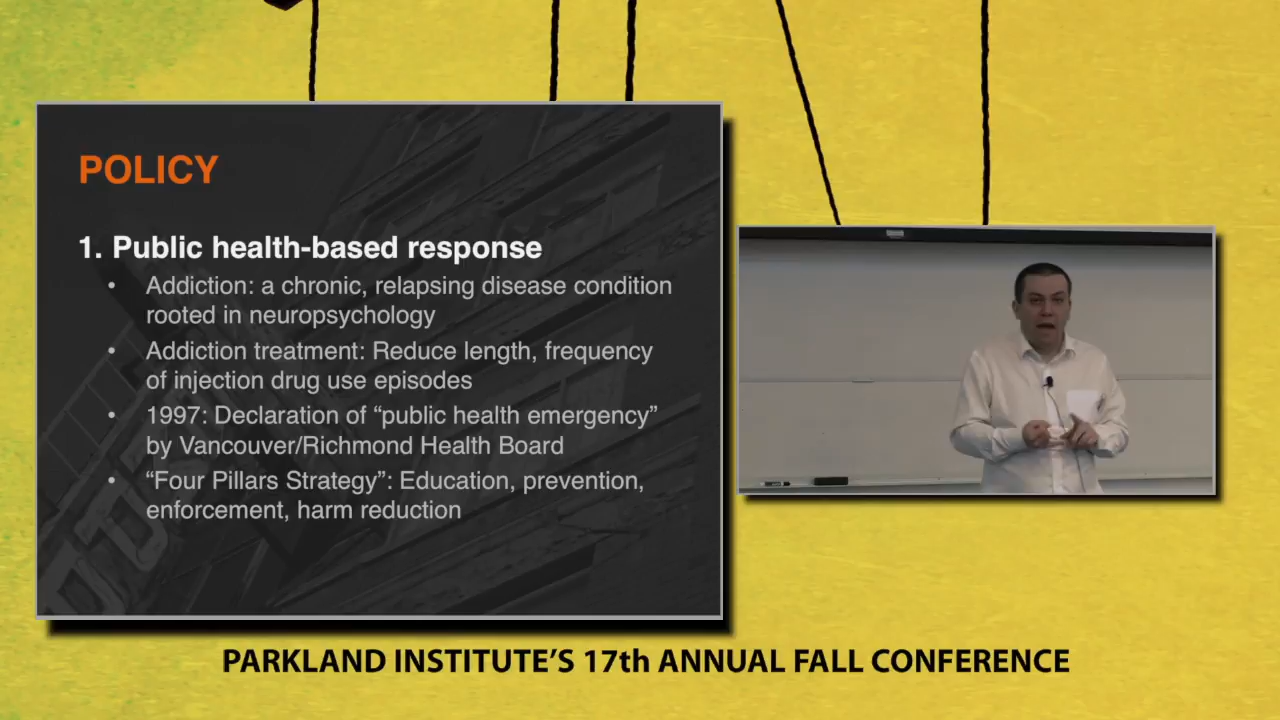 POLICY
1. Public health-based response
• Addiction: a chronic, relapsing disease condition
rooted in neuropsychology
• Addiction treatment: Reduce length, frequency
of injection drug use episodes
• 1997: Declaration of “public health emergency”
by Vancouver/Richmond Health Board
• “Four Pillars Strategy”: Education, prevention,
enforcement, harm reduction
PARKLAND INSTITUTE’S 17th ANNUAL FALL CONFERENCE